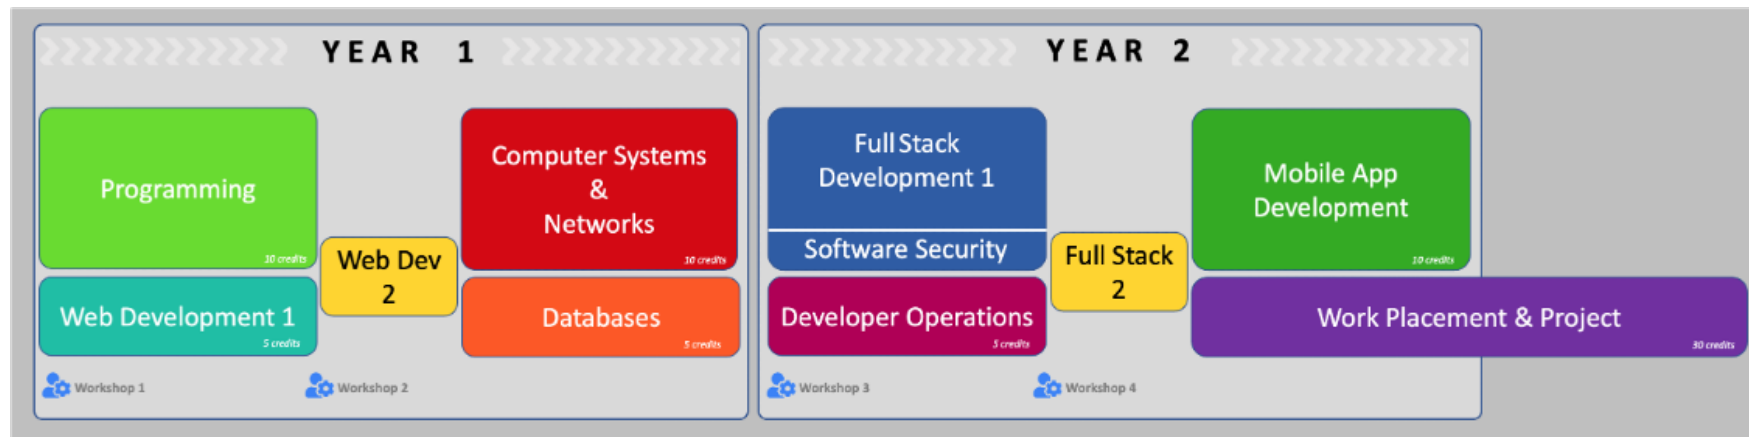 YEAR 1
Programming
10 credits
Web Development 1
5 credits
Web Dev
2
Computer Systems
&
Networks
10 credits
Databases
5 credits
Workshop 1
Workshop 2
YEAR 2
Full Stack
Development 1
Software Security
Developer Operations
5 credits
Full Stack
2
Mobile App
Development
10 credits
Work Placement & Project
30 credits
Workshop 3
Workshop 4